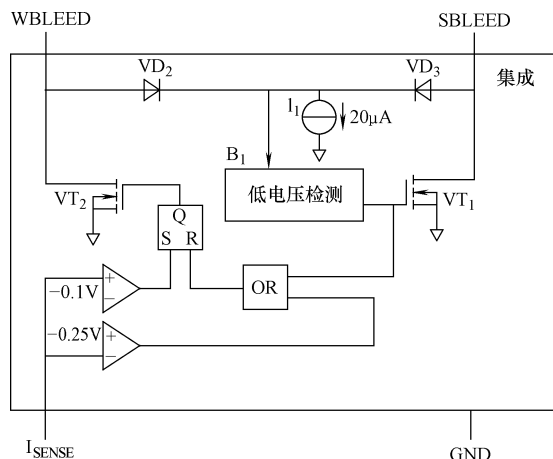 WBLEED
SBLEED
VD2
VD3
集成
I1
20μA
B1
低电压检测
VT2
VT1
Q
S R
+
−0.1V
−
OR
+
−0.25V
−
ISENSE
GND